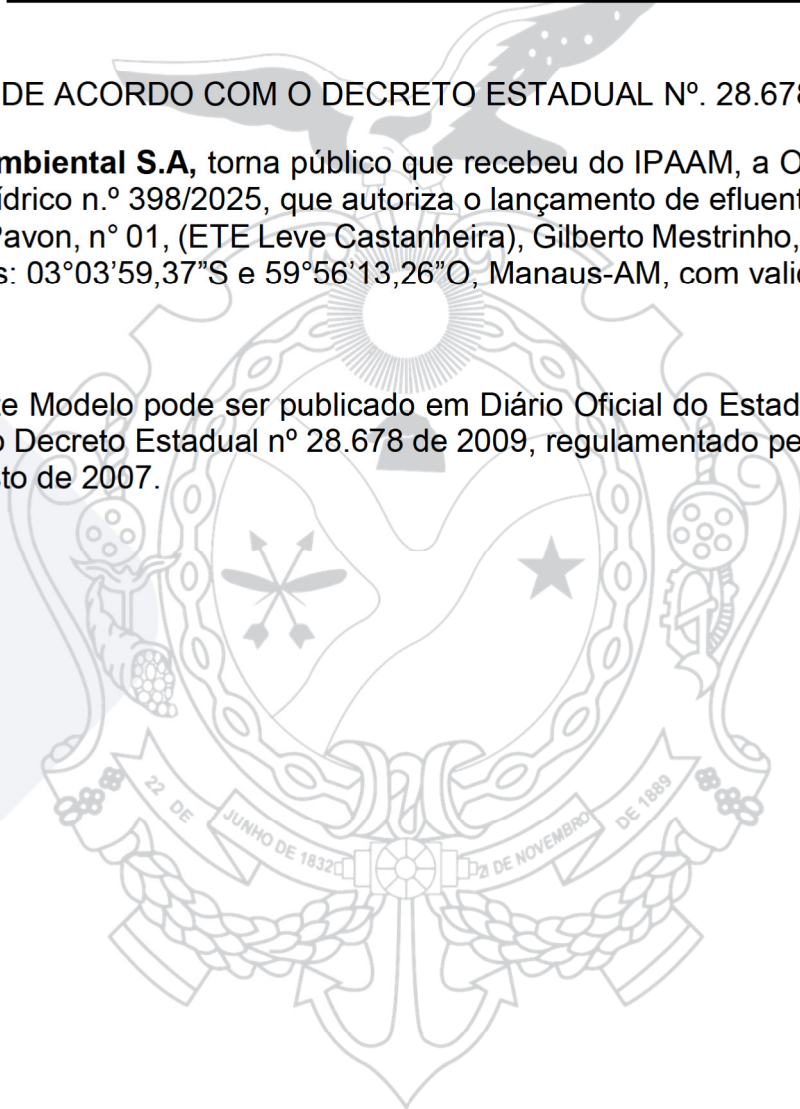 DE ACORDO COM O DECRETO ESTADUAL Nº. 28.678
mbiental S.A, torna público que recebeu do IPAAM, a O
ídrico n.º 398/2025, que autoriza o lançamento de efluent
Pavon, n° 01, (ETE Leve Castanheira), Gilberto Mestrinho,
s: 03°03’59,37”S e 59°56’13,26”O, Manaus-AM, com valid
te Modelo pode ser publicado em Diário Oficial do Estad
o Decreto Estadual nº 28.678 de 2009, regulamentado pe
sto de 2007.
22 DE JUNHO DE 1832
21 DE NOVEMBRO DE 1889